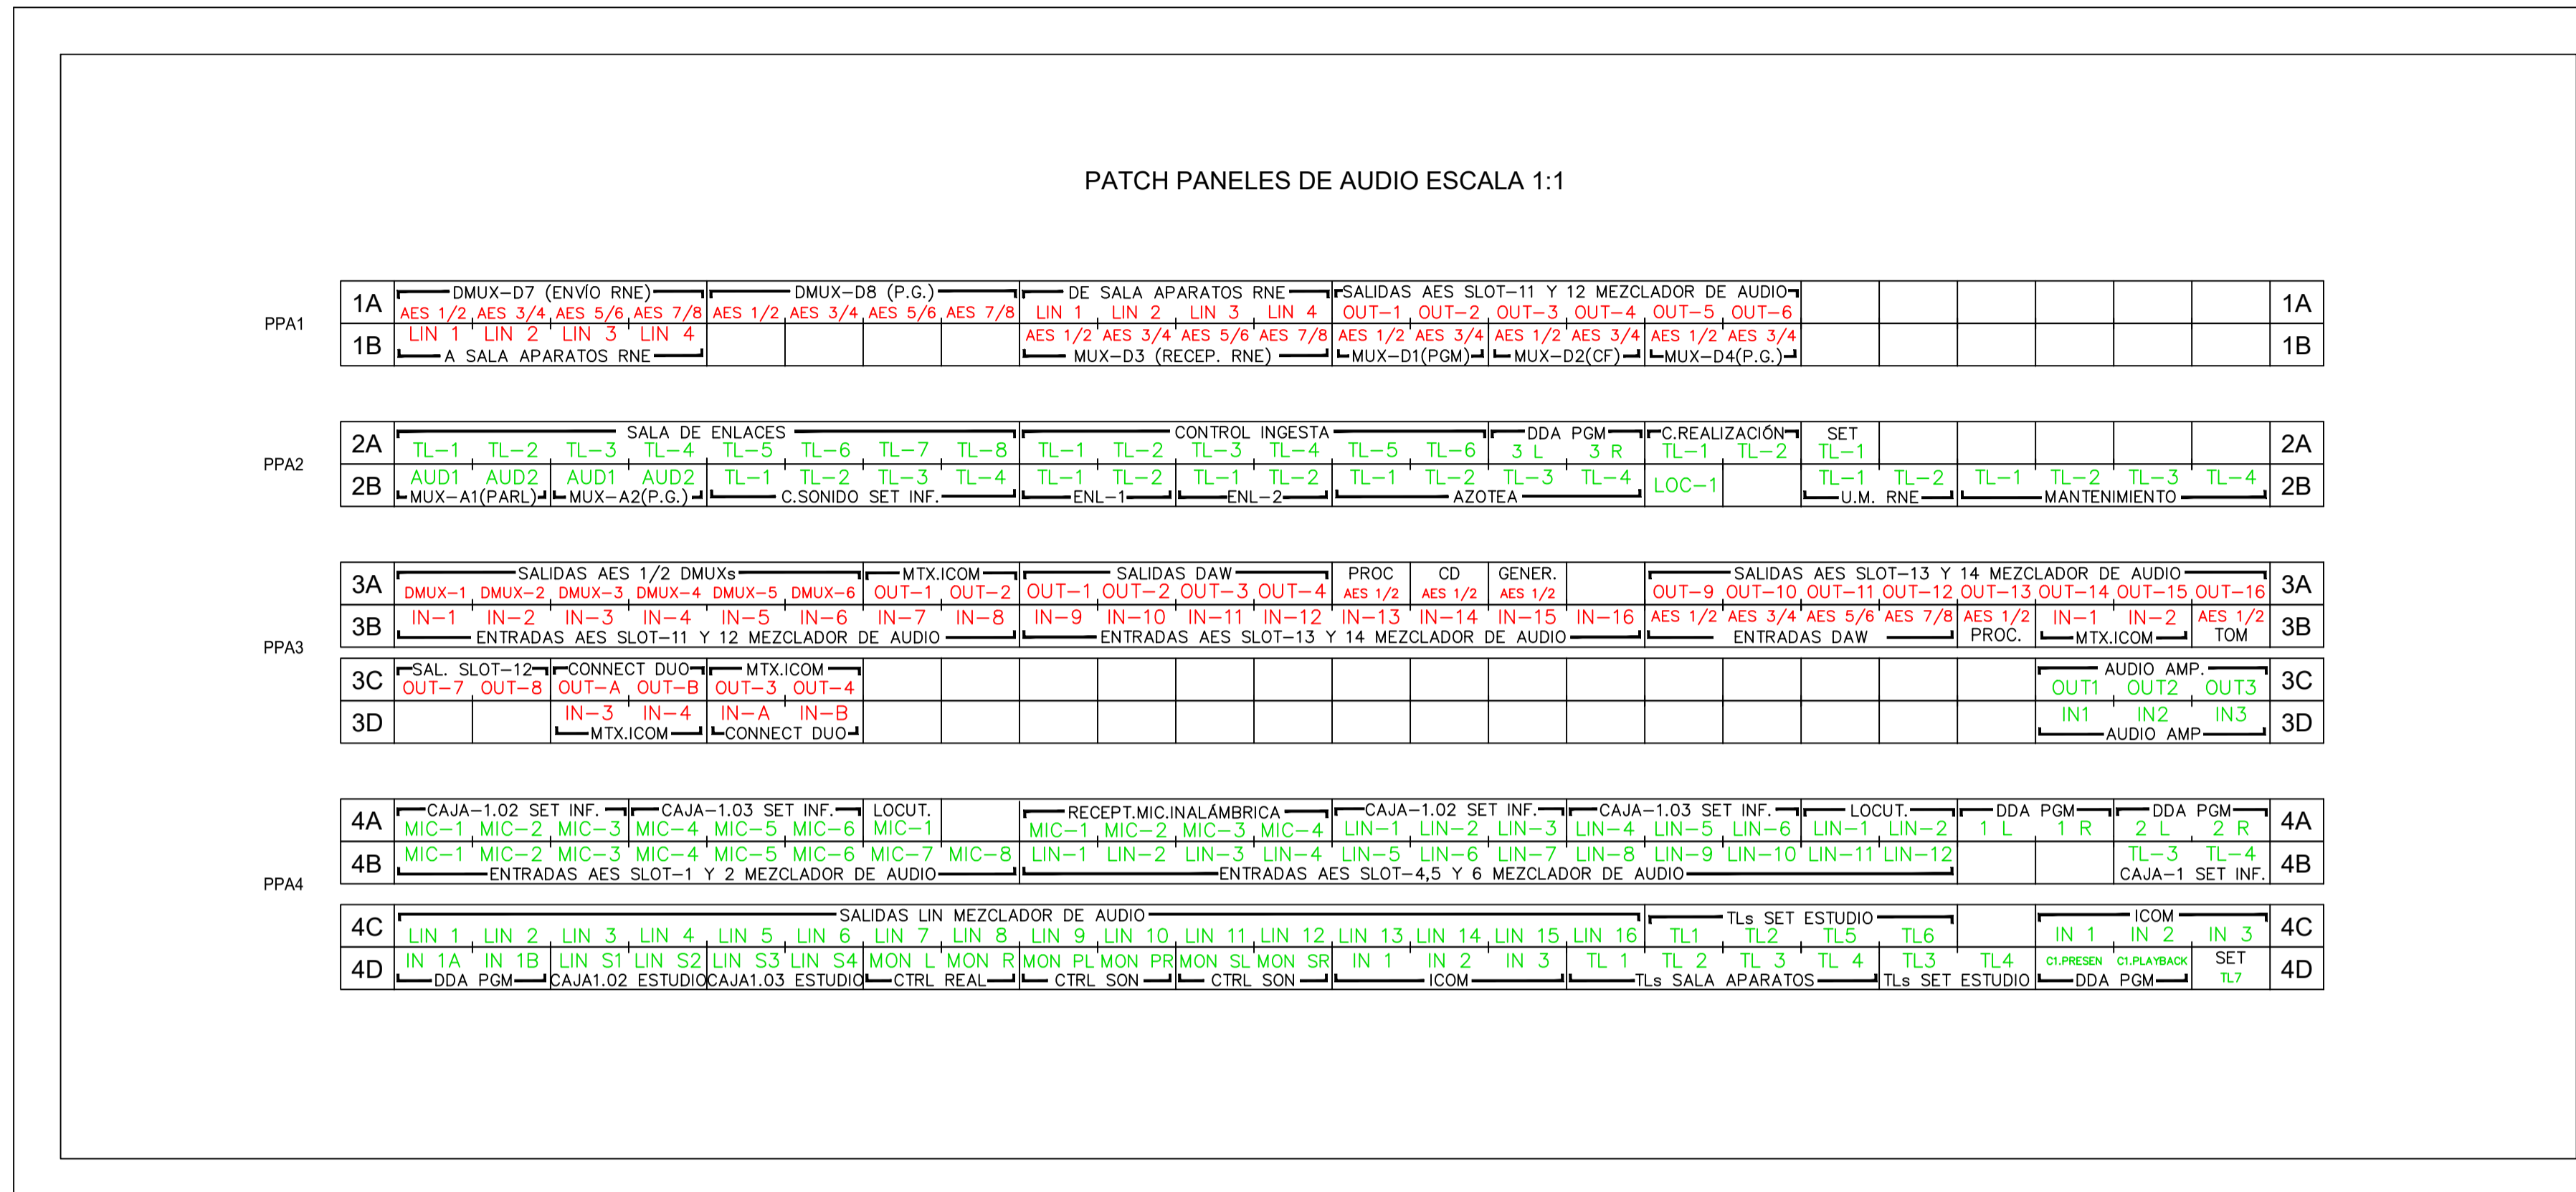 PATCH PANELES DE AUDIO ESCALA 1:1
PPA1
1A DMUX-D7 (ENVÍO RNE) DMUX-D8 (P.G.) DE SALA APARATOS RNE SALIDAS AES SLOT-11 Y 12 MEZCLADOR DE AUDIO 1A
AES 1/2 AES 3/4 AES 5/6 AES 7/8 AES 1/2 AES 3/4 AES 5/6 AES 7/8 LIN 1 LIN 2 LIN 3 LIN 4 OUT-1 OUT-2 OUT-3 OUT-4 OUT-5 OUT-6
1B LIN 1 LIN 2 LIN 3 LIN 4 AES 1/2 AES 3/4 AES 5/6 AES 7/8 AES 1/2 AES 3/4 AES 1/2 AES 3/4 AES 1/2 AES 3/4 1B
A SALA APARATOS RNE MUX-D3 (RECEP. RNE) MUX-D1(PGM) MUX-D2(CF) MUX-D4(P.G.)
PPA2
2A SALA DE ENLACES CONTROL INGESTA DDA PGM C.REALIZACIÓN SET 2A
TL-1 TL-2 TL-3 TL-4 TL-5 TL-6 TL-7 TL-8 TL-1 TL-2 TL-3 TL-4 TL-5 TL-6 3 L 3 R TL-1 TL-2 TL-1
2B AUD1 AUD2 AUD1 AUD2 TL-1 TL-2 TL-3 TL-4 TL-1 TL-2 TL-1 TL-2 TL-1 TL-2 TL-3 TL-4 LOC-1 TL-1 TL-2 TL-1 TL-2 TL-3 TL-4 2B
MUX-A1(PARL) MUX-A2(P.G.) C.SONIDO SET INF. ENL-1 ENL-2 AZOTEA U.M. RNE MANTENIMIENTO
PPA3
3A SALIDAS AES 1/2 DMUXs MTX.ICOM SALIDAS DAW PROC CD GENER. SALIDAS AES SLOT-13 Y 14 MEZCLADOR DE AUDIO 3A
DMUX-1 DMUX-2 DMUX-3 DMUX-4 DMUX-5 DMUX-6 OUT-1 OUT-2 OUT-1 OUT-2 OUT-3 OUT-4 AES 1/2 AES 1/2 AES 1/2 OUT-9 OUT-10 OUT-11 OUT-12 OUT-13 OUT-14 OUT-15 OUT-16
3B IN-1 IN-2 IN-3 IN-4 IN-5 IN-6 IN-7 IN-8 IN-9 IN-10 IN-11 IN-12 IN-13 IN-14 IN-15 IN-16 AES 1/2 AES 3/4 AES 5/6 AES 7/8 AES 1/2 IN-1 IN-2 AES 1/2 3B
ENTRADAS AES SLOT-11 Y 12 MEZCLADOR DE AUDIO ENTRADAS AES SLOT-13 Y 14 MEZCLADOR DE AUDIO ENTRADAS DAW PROC. MTX.ICOM TOM
3C SAL. SLOT-12 CONNECT DUO MTX.ICOM AUDIO AMP. 3C
OUT-7 OUT-8 OUT-A OUT-B OUT-3 OUT-4 OUT1 OUT2 OUT3
3D IN-3 IN-4 IN-A IN-B IN1 IN2 IN3 3D
MTX.ICOM CONNECT DUO AUDIO AMP
PPA4
4A CAJA-1.02 SET INF. CAJA-1.03 SET INF. LOCUT. RECEPT.MIC.INALÁMBRICA CAJA-1.02 SET INF. CAJA-1.03 SET INF. LOCUT. DDA PGM DDA PGM 4A
MIC-1 MIC-2 MIC-3 MIC-4 MIC-5 MIC-6 MIC-1 MIC-1 MIC-2 MIC-3 MIC-4 LIN-1 LIN-2 LIN-3 LIN-4 LIN-5 LIN-6 LIN-1 LIN-2 1 L 1 R 2 L 2 R
4B MIC-1 MIC-2 MIC-3 MIC-4 MIC-5 MIC-6 MIC-7 MIC-8 LIN-1 LIN-2 LIN-3 LIN-4 LIN-5 LIN-6 LIN-7 LIN-8 LIN-9 LIN-10 LIN-11 LIN-12 TL-3 TL-4 4B
ENTRADAS AES SLOT-1 Y 2 MEZCLADOR DE AUDIO ENTRADAS AES SLOT-4,5 Y 6 MEZCLADOR DE AUDIO CAJA-1 SET INF.
4C SALIDAS LIN MEZCLADOR DE AUDIO TLs SET ESTUDIO ICOM 4C
LIN 1 LIN 2 LIN 3 LIN 4 LIN 5 LIN 6 LIN 7 LIN 8 LIN 9 LIN 10 LIN 11 LIN 12 LIN 13 LIN 14 LIN 15 LIN 16 TL1 TL2 TL5 TL6 IN 1 IN 2 IN 3
4D IN 1A IN 1B LIN S1 LIN S2 LIN S3 LIN S4 MON L MON R MON PL MON PR MON SL MON SR IN 1 IN 2 IN 3 TL 1 TL 2 TL 3 TL 4 TL3 TL4 C1.PRESEN C1.PLAYBACK SET 4D
DDA PGM CAJA1.02 ESTUDIO CAJA1.03 ESTUDIO CTRL REAL CTRL SON CTRL SON ICOM TLs SALA APARATOS TLs SET ESTUDIO DDA PGM TL7